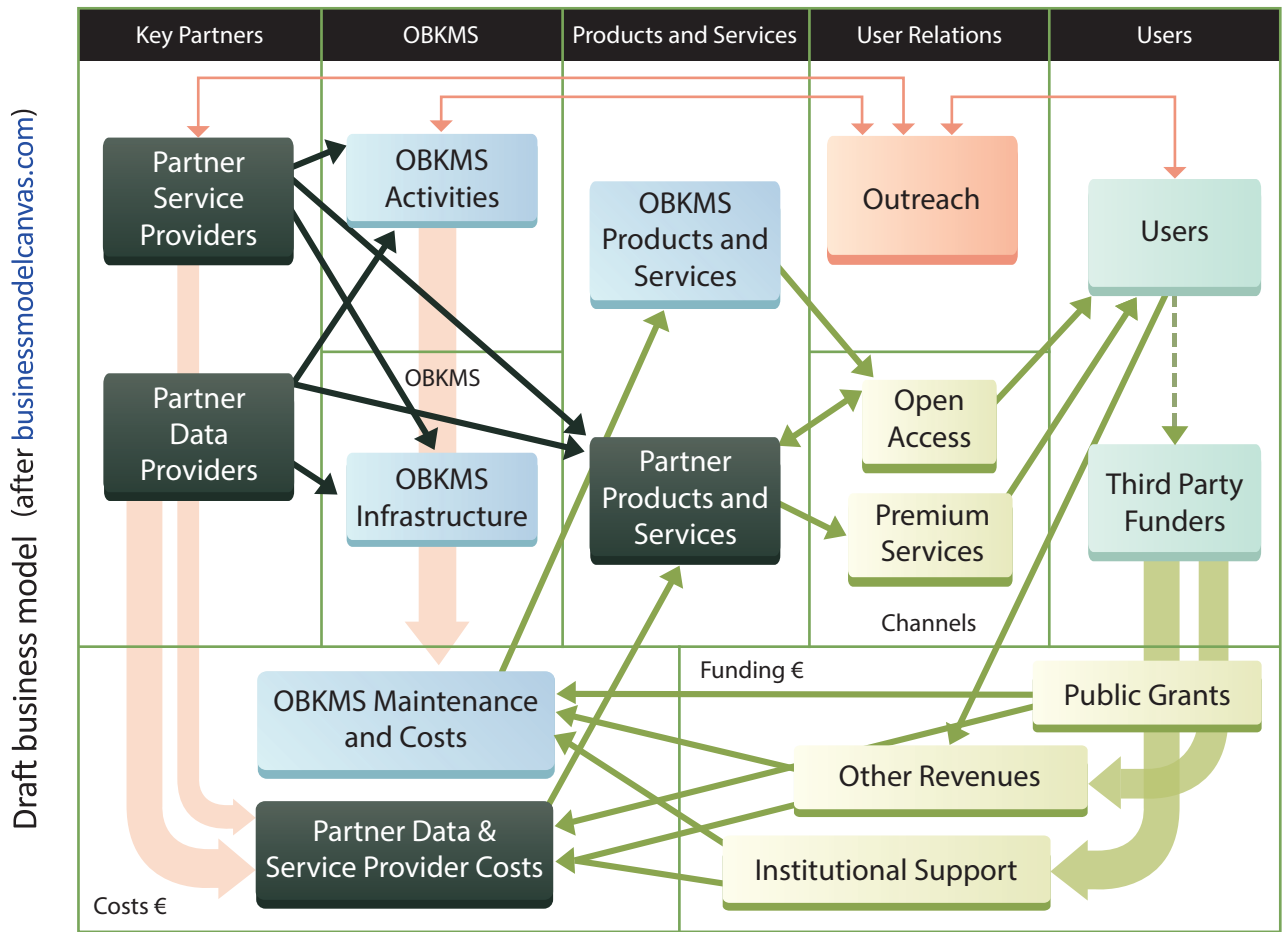 Draft business model (after businessmodelcanvas.com)
Key Partners
OBKMS
Products and Services
User Relations
Users
Partner
Service
Providers
OBKMS
Activities
OBKMS
Products and
Services
Outreach
Users
Partner
Data
Providers
OBKMS
OBKMS
Infrastructure
Partner
Products and
Services
Open
Access
Premium
Services
Channels
Third Party
Funders
OBKMS Maintenance
and Costs
Partner Data &
Service Provider Costs
Costs €
Funding €
Public Grants
Other Revenues
Institutional Support